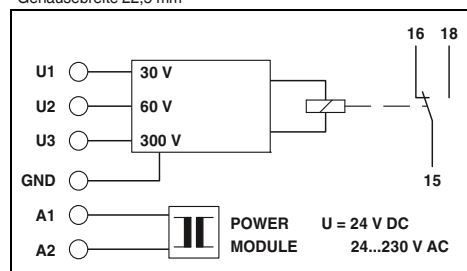 Gehäusebreite 22,5 mm
16 18
U1 30 V
U2 60 V
U3 300 V
15
GND
A1
POWER U = 24 V DC
A2 MODULE 24...230 V AC